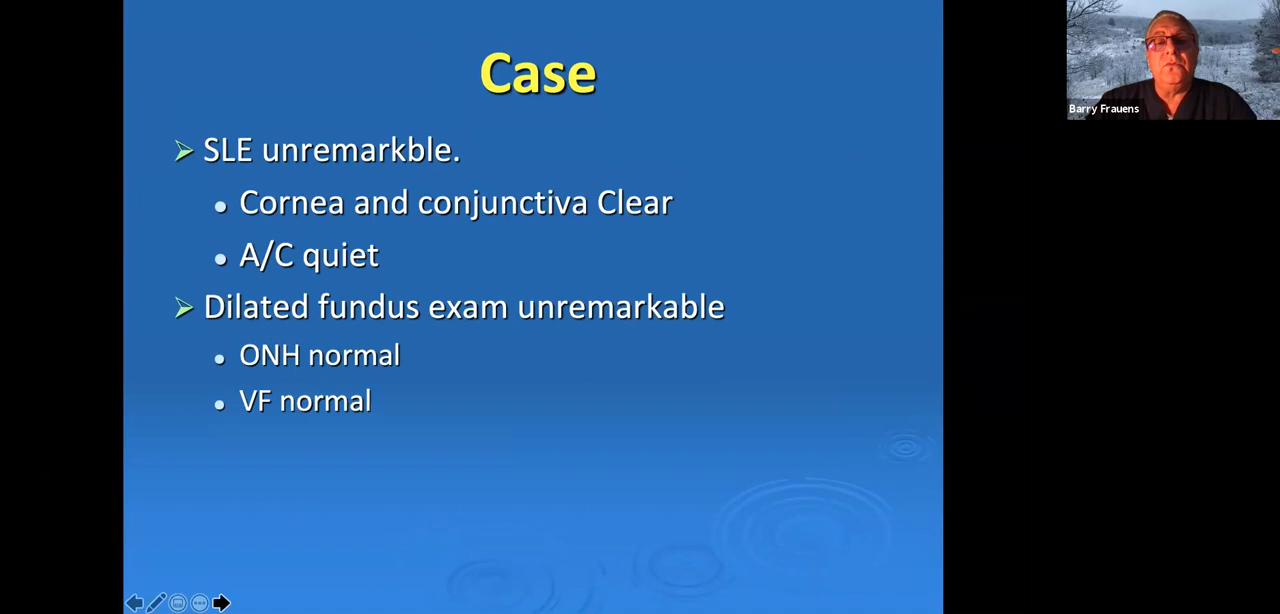 Case
SLE unremarkble.
Cornea and conjunctiva Clear
A/C quiet
Dilated fundus exam unremarkable
ONH normal
VF normal
Barry Frauens